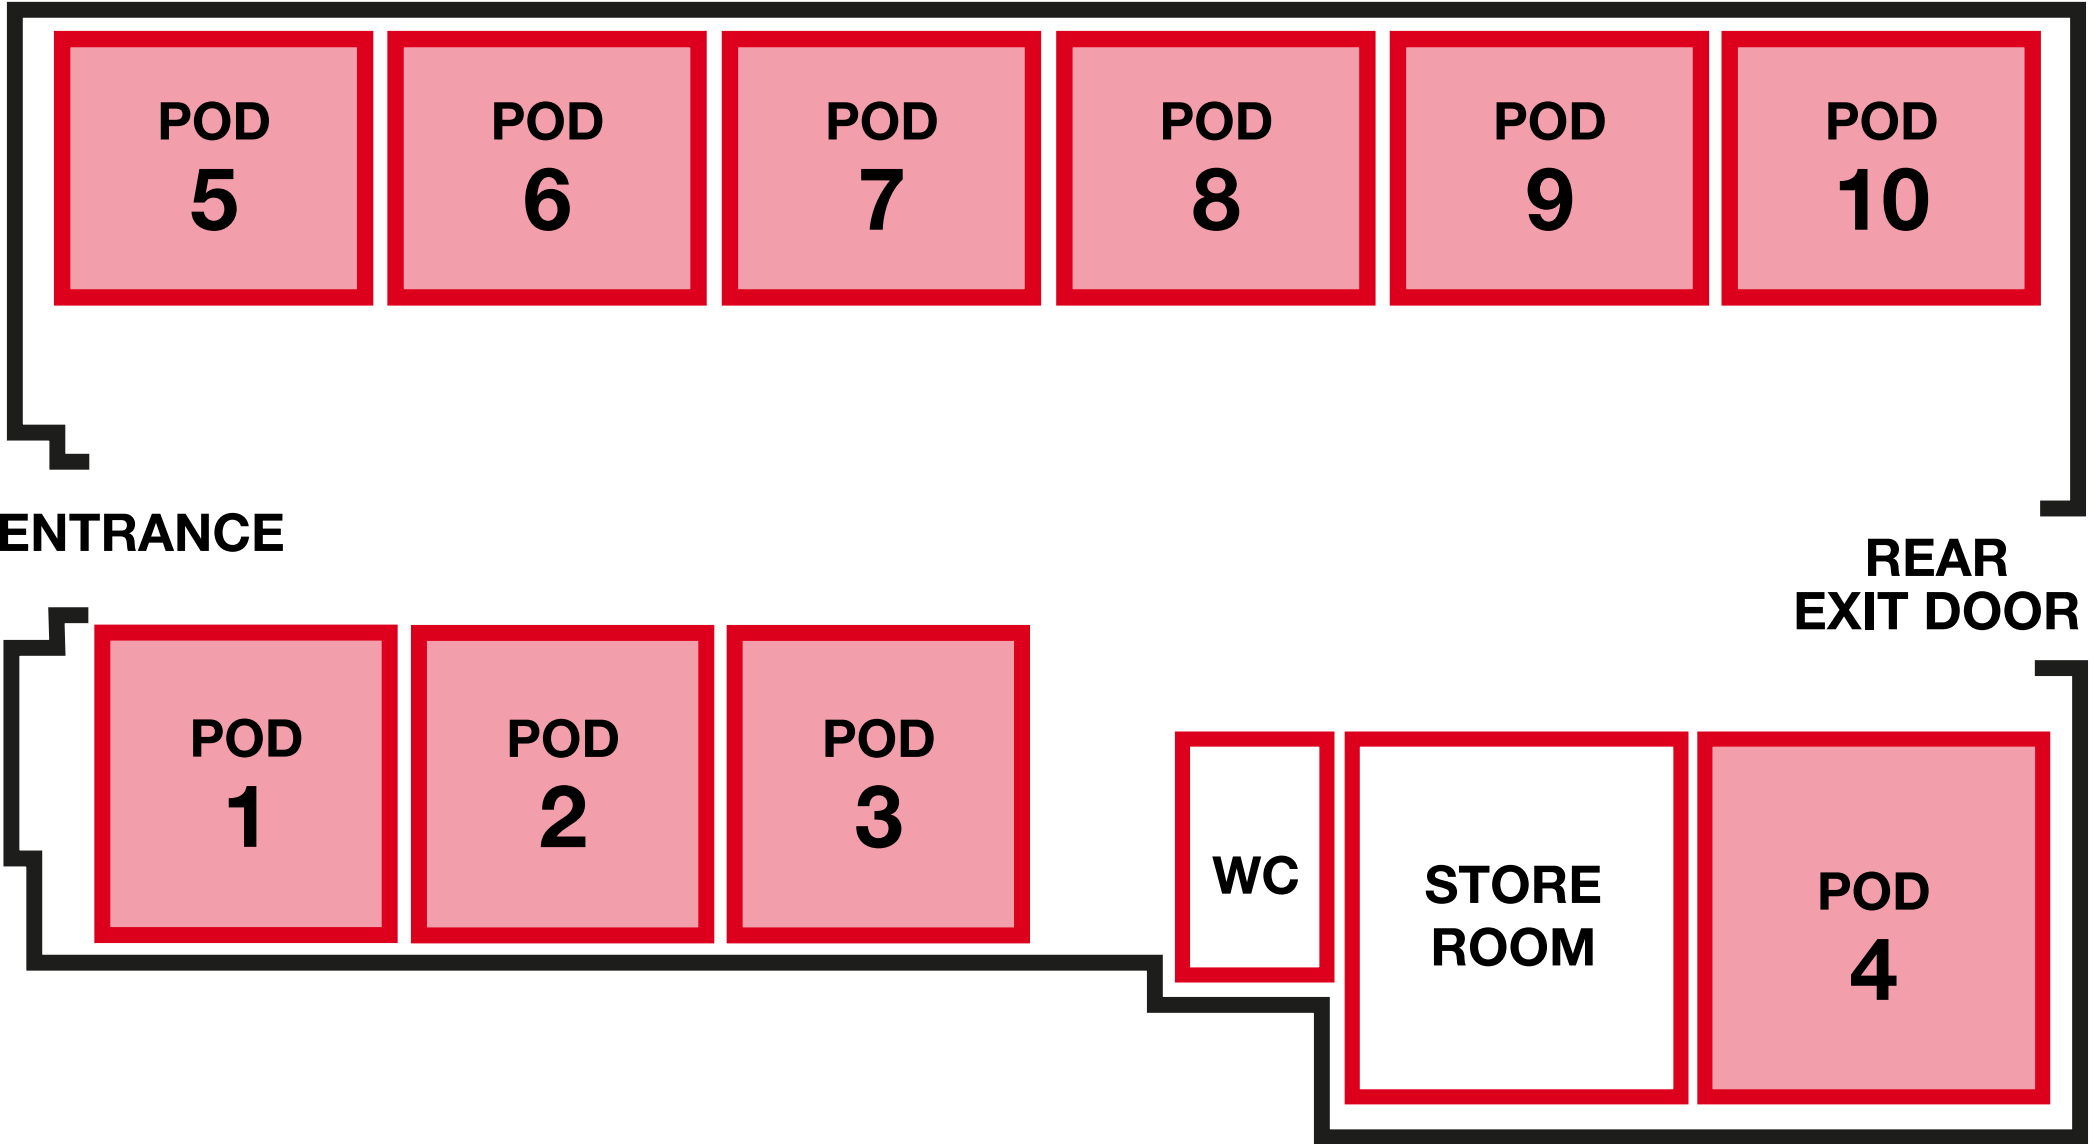 POD
5
POD
6
POD
7
POD
8
POD
9
POD
10
ENTRANCE
REAR
EXIT DOOR
POD
1
POD
2
POD
3
WC
STORE
ROOM
POD
4